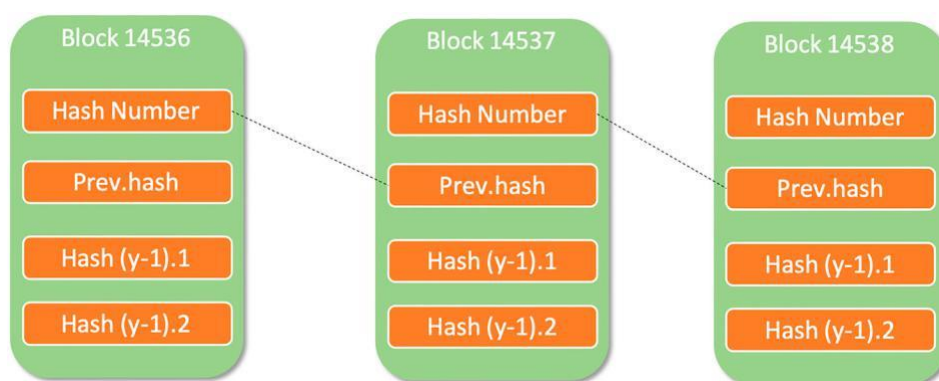 Block 14536
Hash Number
Prev.hash
Hash (y-1).1
Hash (y-1).2
Block 14537
Hash Number
Prev.hash
Hash (y-1).1
Hash (y-1).2
Block 14538
Hash Number
Prev.hash
Hash (y-1).1
Hash (y-1).2